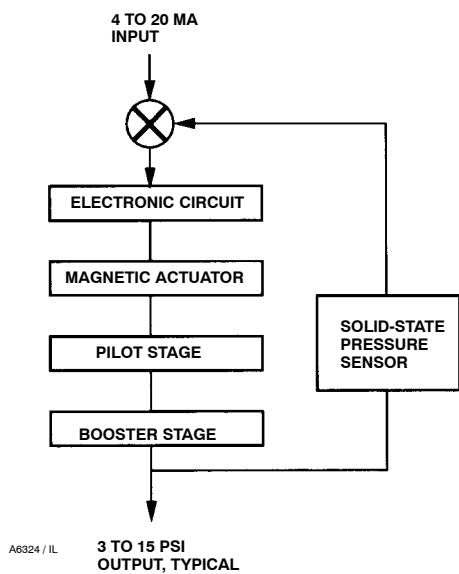 4 TO 20 MA
INPUT
ELECTRONIC CIRCUIT
MAGNETIC ACTUATOR
PILOT STAGE
SOLID-STATE
PRESSURE
SENSOR
BOOSTER STAGE
A6324 / IL
3 TO 15 PSI
OUTPUT, TYPICAL